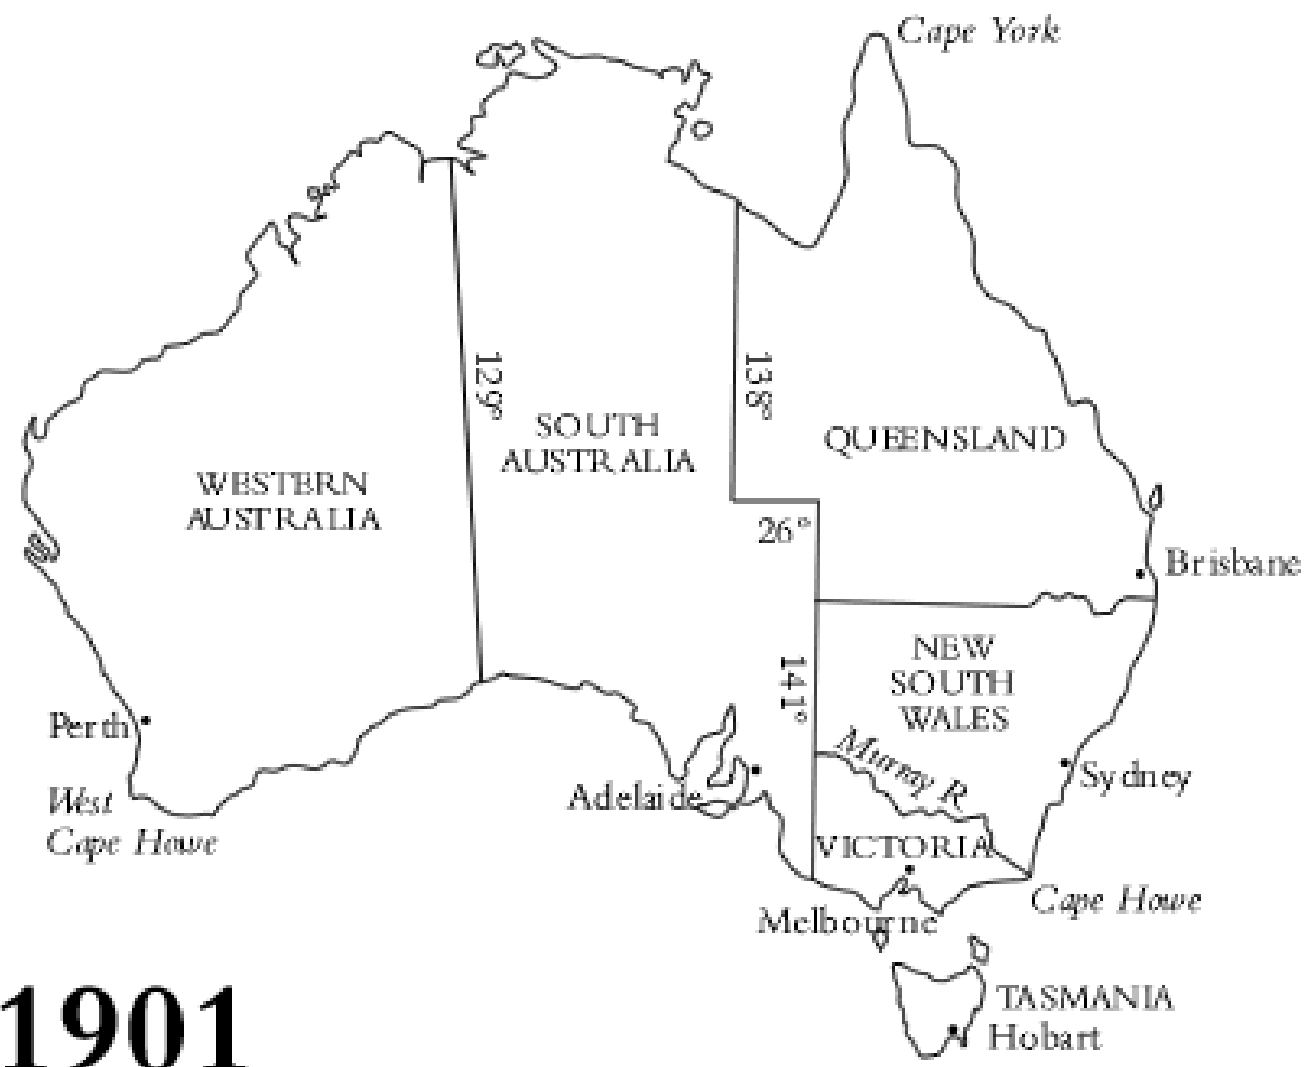 Cape York
129°
138°
SOUTH
AUSTRALIA
QUEENSLAND
WESTERN
AUSTRALIA
26°
Brisbane
NEW
SOUTH
WALES
141°
Perth
Murray R.
Sydney
West
Cape Howe
Adelaide
VICTORIA
Cape Howe
Melbourne
TASMANIA
Hobart
1901